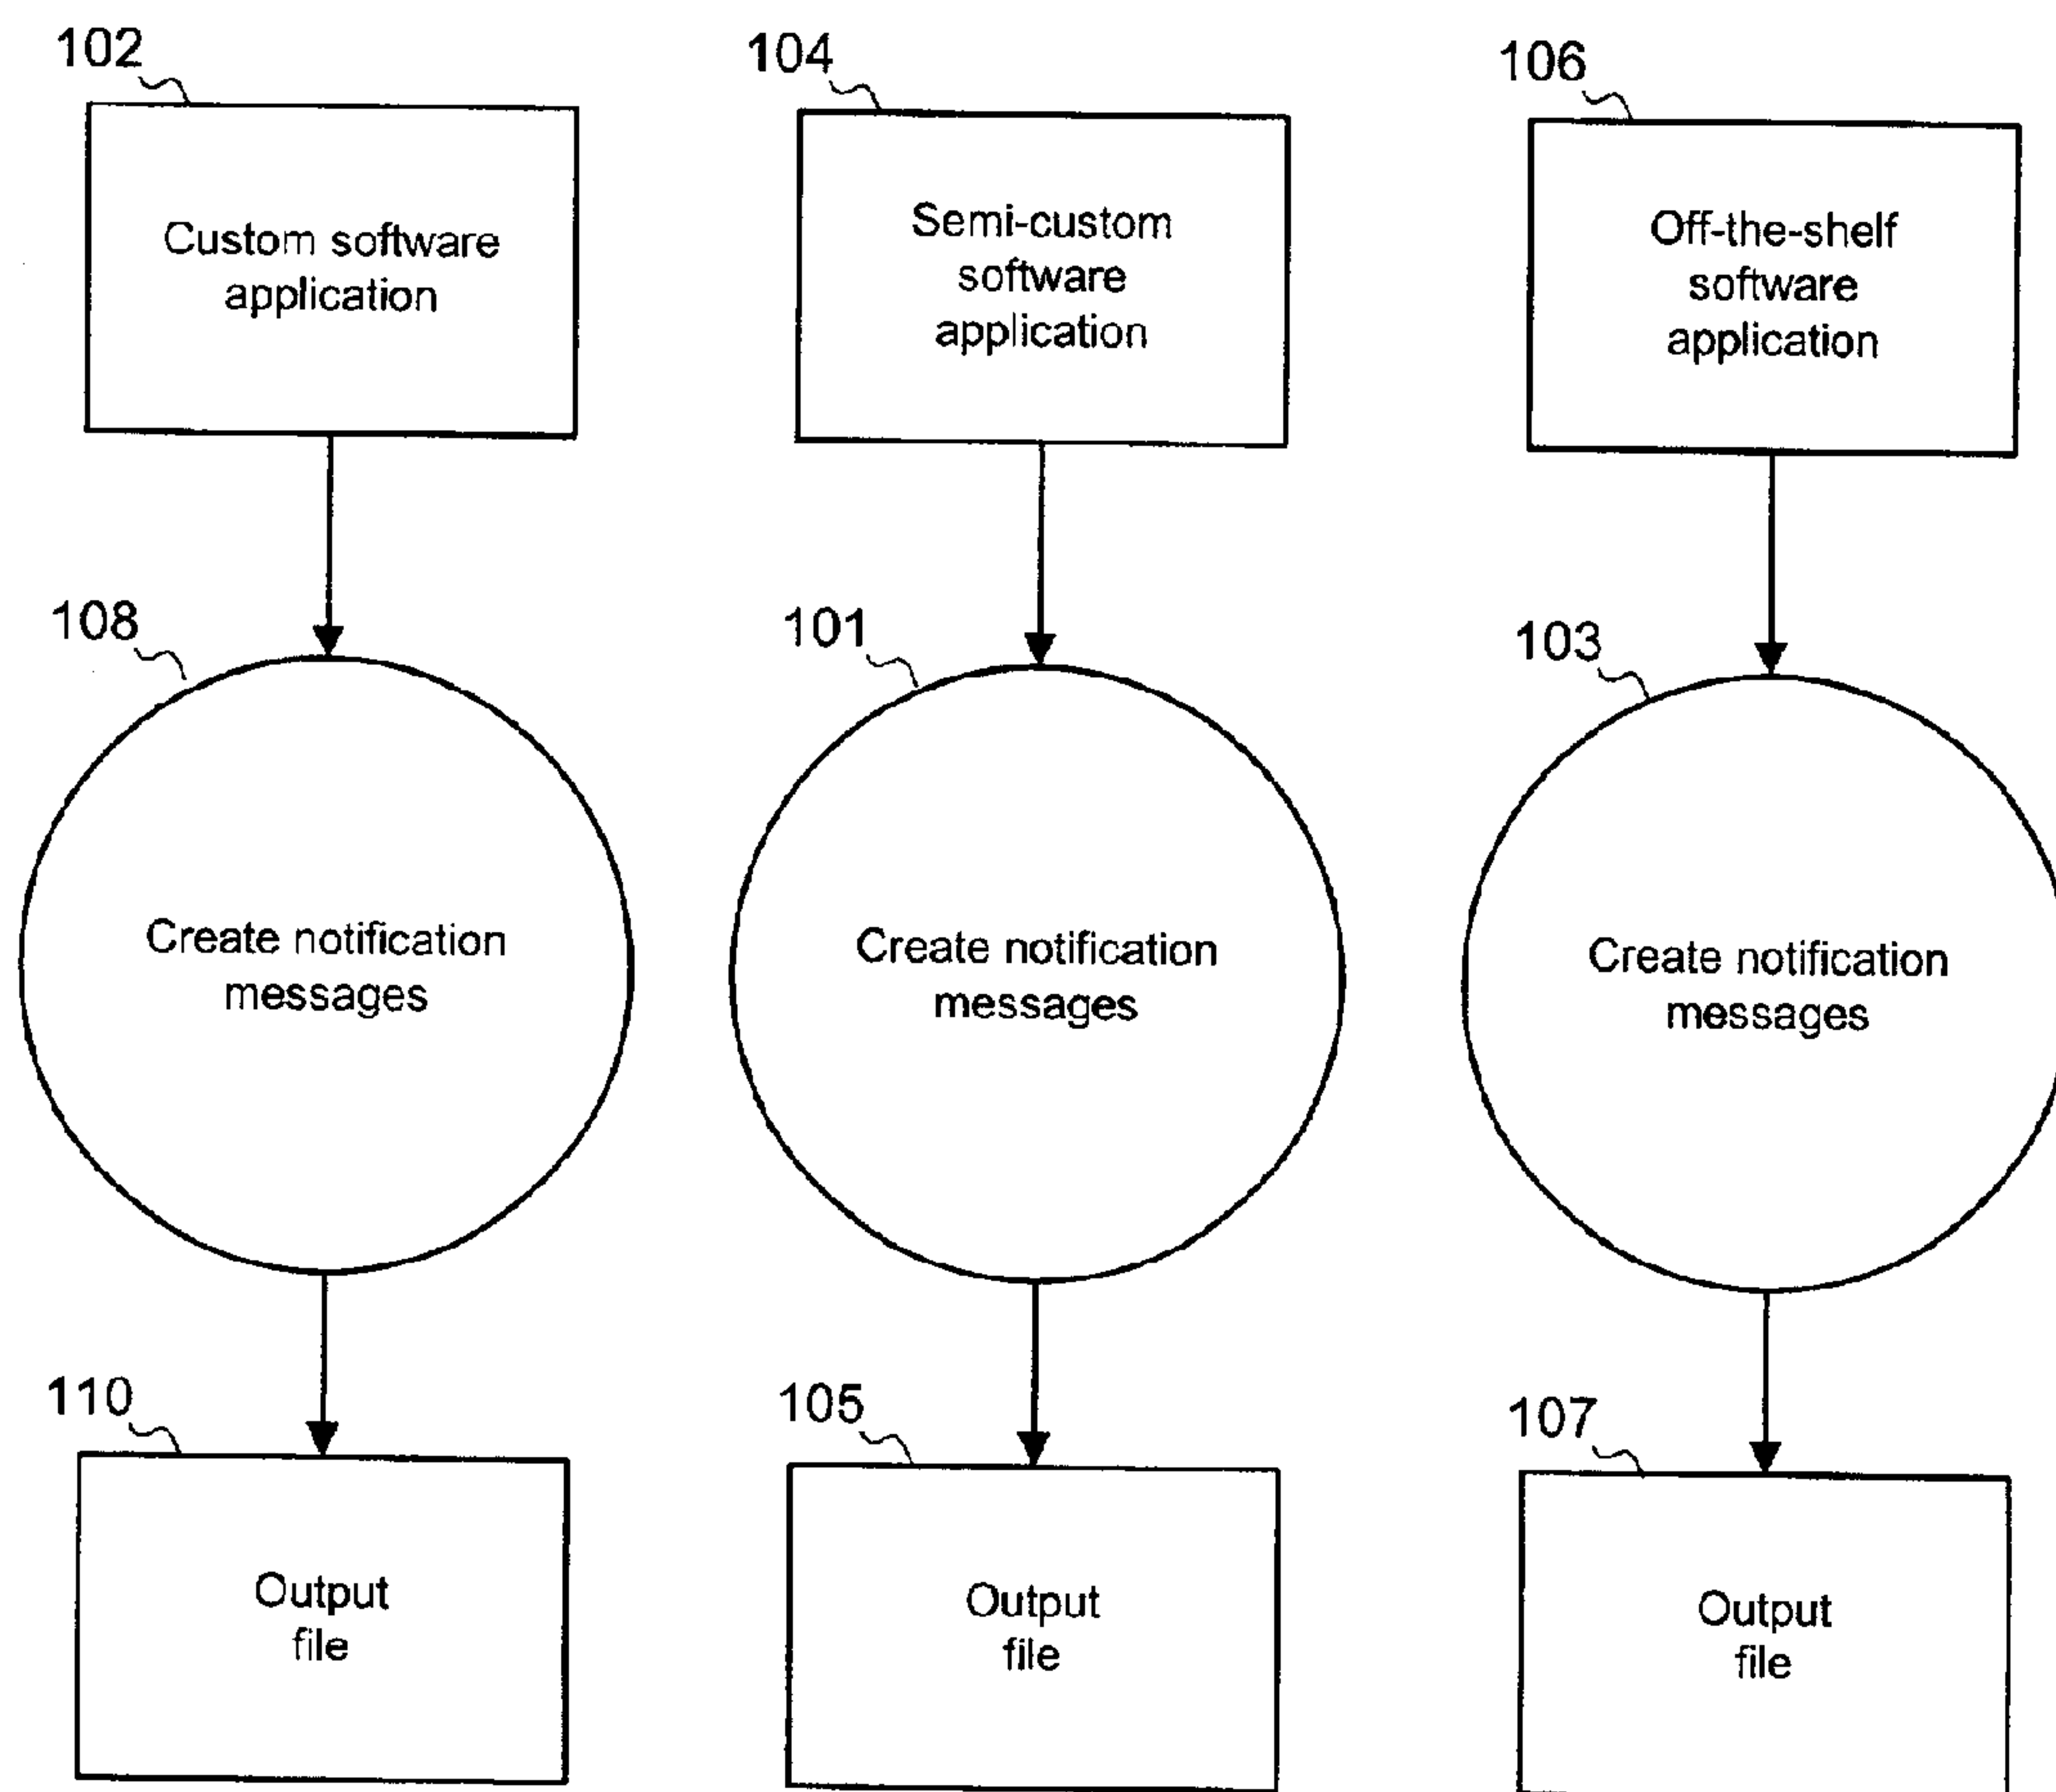 102
Custom software
application
104
Semi-custom
software
application
106
Off-the-shelf
software
application
108
Create notification
messages
101
Create notification
messages
103
Create notification
messages
110
Output
file
105
Output
file
107
Output
file